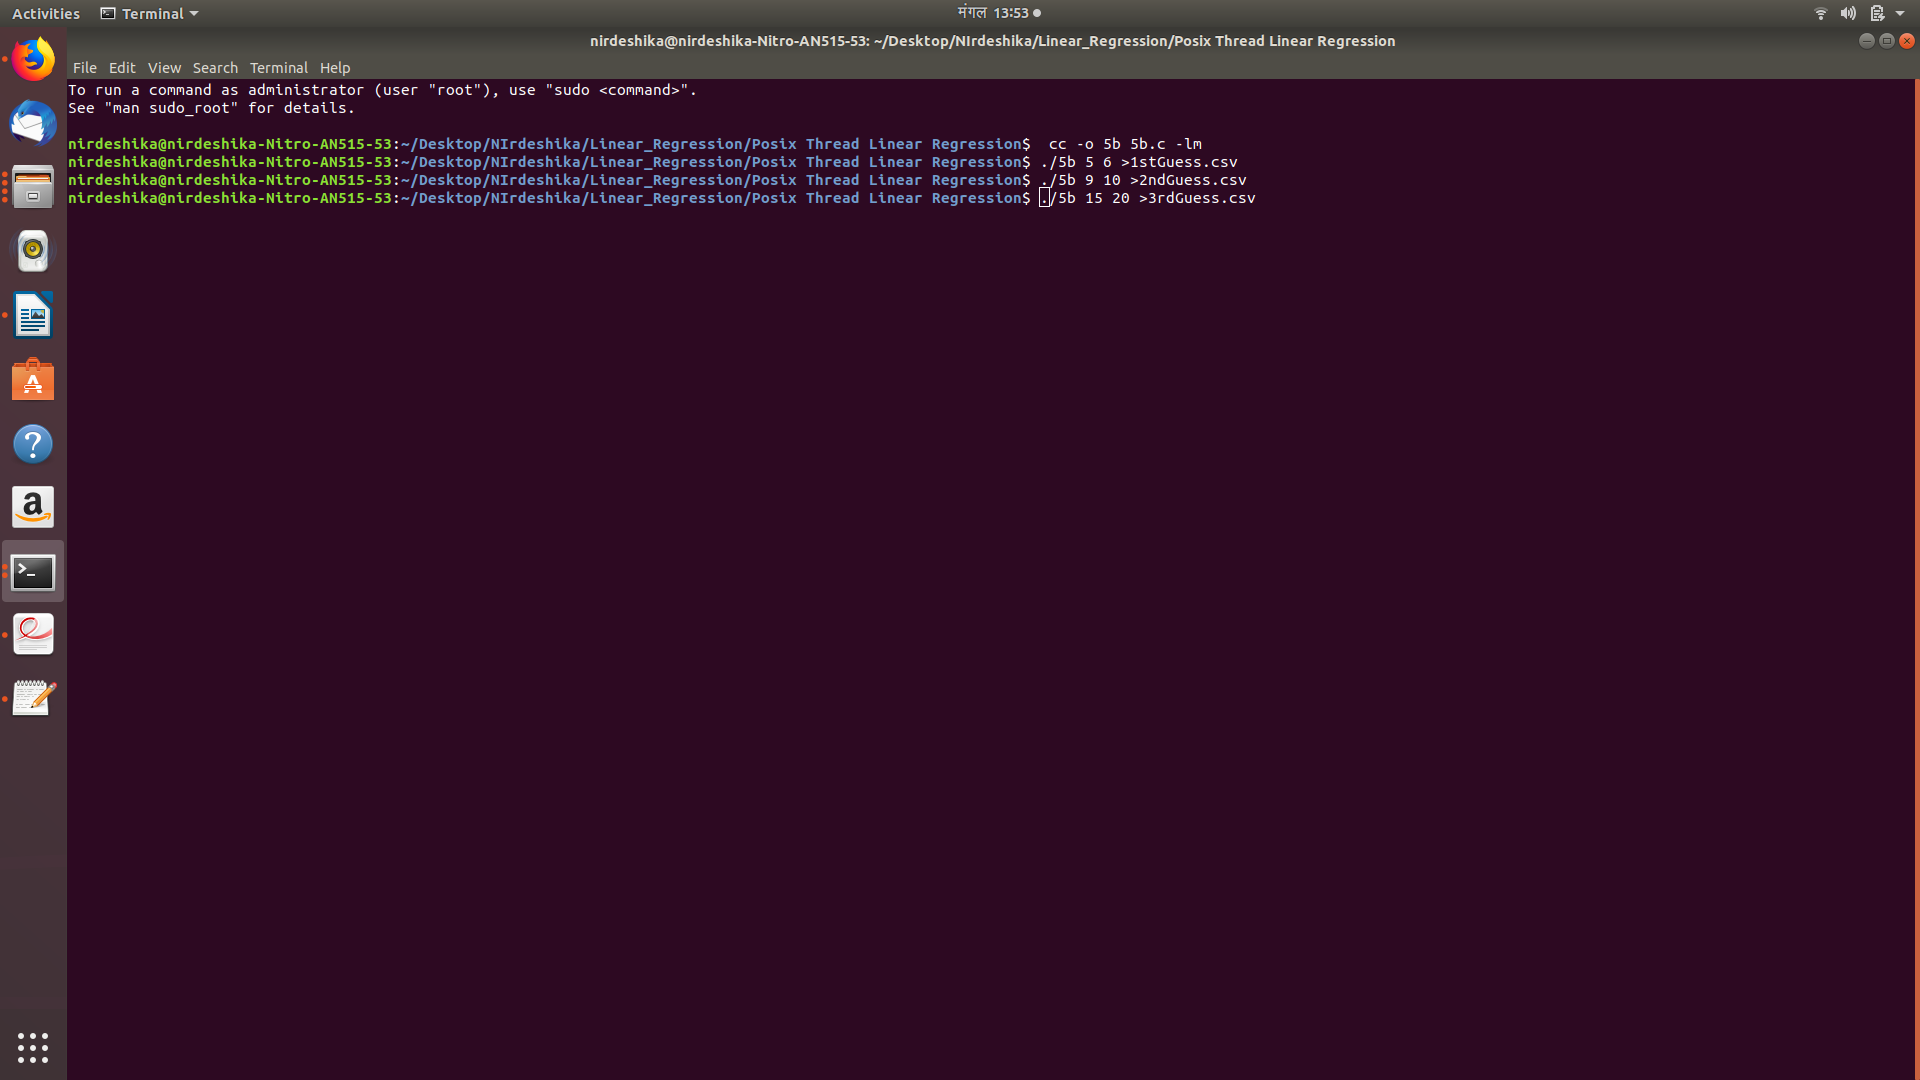 Activities
Terminal
मंगल 13:53
nirdeshika@nirdeshika-Nitro-AN515-53: ~/Desktop/NIrdeshika/Linear_Regression/Posix Thread Linear Regression
File Edit View Search Terminal Help
To run a command as administrator (user "root"), use "sudo <command>".
See "man sudo_root" for details.
nirdeshika@nirdeshika-Nitro-AN515-53:~/Desktop/NIrdeshika/Linear_Regression/Posix Thread Linear Regression$  cc -o 5b 5b.c -lm
nirdeshika@nirdeshika-Nitro-AN515-53:~/Desktop/NIrdeshika/Linear_Regression/Posix Thread Linear Regression$ ./5b 5 6 >1stGuess.csv
nirdeshika@nirdeshika-Nitro-AN515-53:~/Desktop/NIrdeshika/Linear_Regression/Posix Thread Linear Regression$ ./5b 9 10 >2ndGuess.csv
nirdeshika@nirdeshika-Nitro-AN515-53:~/Desktop/NIrdeshika/Linear_Regression/Posix Thread Linear Regression$ ./5b 15 20 >3rdGuess.csv